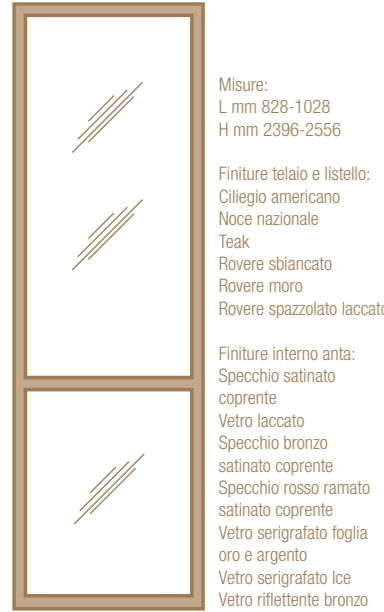 Misure:
L mm 828-1028
H mm 2396-2556
Finiture telaio e listello:
Ciliegio americano
Noce nazionale
Teak
Rovere sbiancato
Rovere moro
Rovere spazzolato laccato
Finiture interno anta:
Specchio satinato
coprente
Vetro laccato
Specchio bronzo
satinato coprente
Specchio rosso ramato
satinato coprente
Vetro serigrafato foglia
oro e argento
Vetro serigrafato Ice
Vetro riflettente bronzo